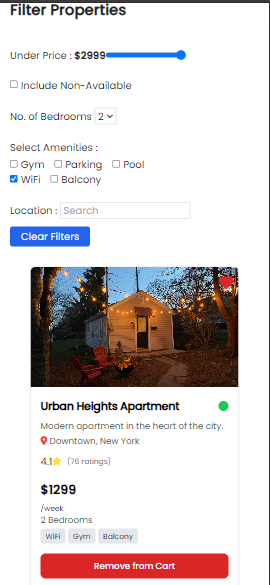 Filter Properties
Under Price : $2999
Include Non-Available
No. of Bedrooms 2
Select Amenities :
Gym Parking Pool
WiFi Balcony
Location : Search
Clear Filters
Urban Heights Apartment
Modern apartment in the heart of the city.
Downtown, New York
4.1 (76 ratings)
$1299
/week
2 Bedrooms
WiFi Gym Balcony
Remove from Cart